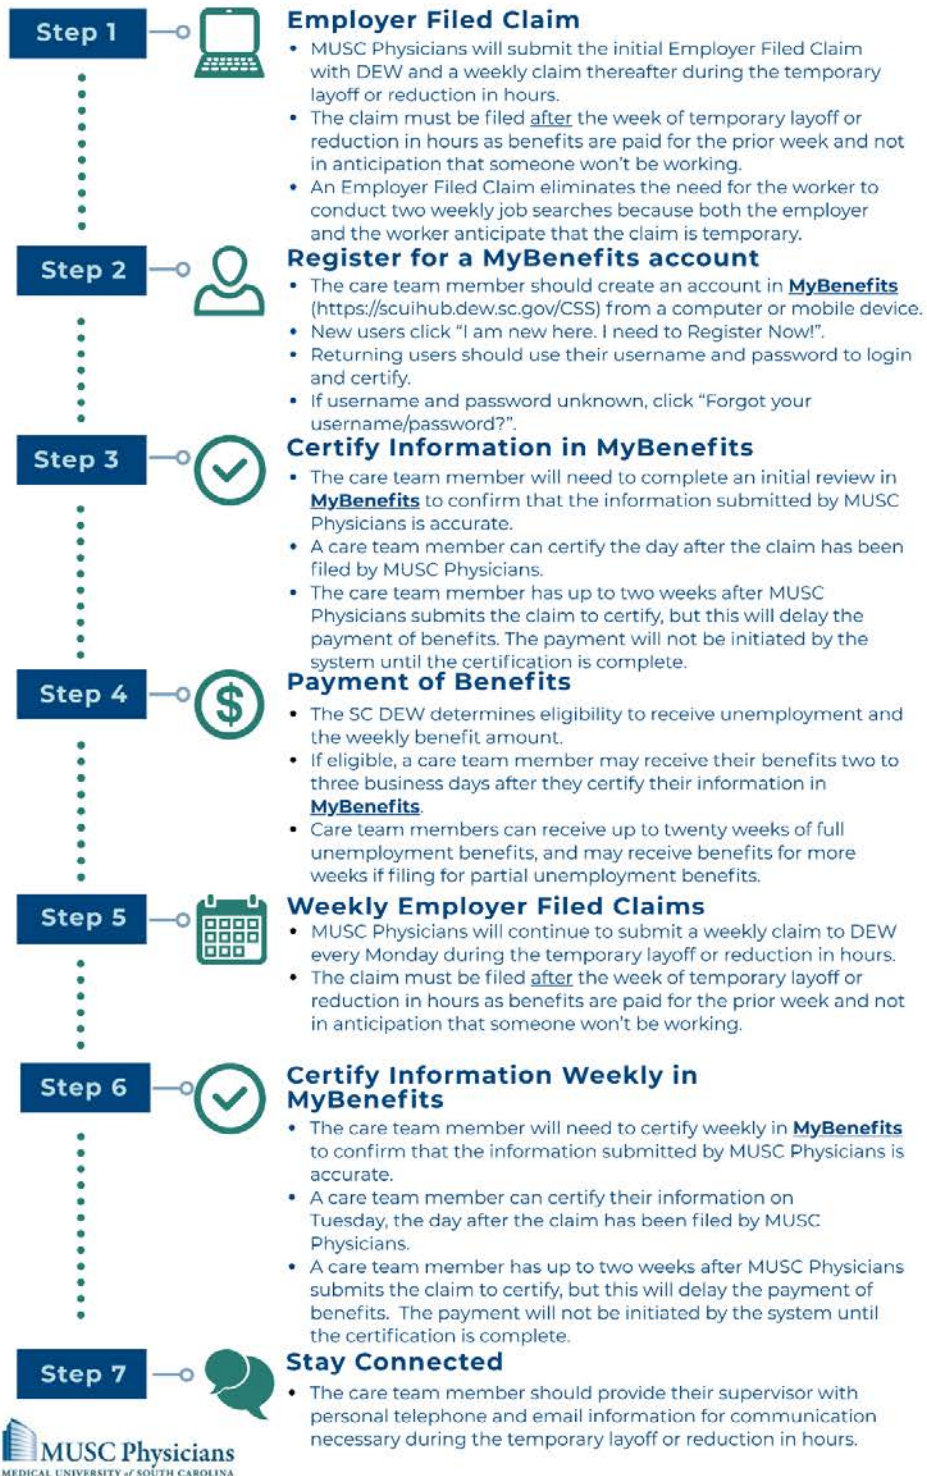 Step 1
Employer Filed Claim
• MUSC Physicians will submit the initial Employer Filed Claim
with DEW and a weekly claim thereafter during the temporary
layoff or reduction in hours.
• The claim must be filed after the week of temporary layoff or
reduction in hours as benefits are paid for the prior week and not
in anticipation that someone won't be working.
• An Employer Filed Claim eliminates the need for the worker to
conduct two weekly job searches because both the employer
and the worker anticipate that the claim is temporary.
Step 2
Register for a MyBenefits account
• The care team member should create an account in MyBenefits
(https://scuihub.dew.sc.gov/CSS) from a computer or mobile device.
• New users click “I am new here. I need to Register Now!”.
• Returning users should use their username and password to login
and certify.
• If username and password unknown, click “Forgot your
username/password?”.
Step 3
Certify Information in MyBenefits
• The care team member will need to complete an initial review in
MyBenefits to confirm that the information submitted by MUSC
Physicians is accurate.
• A care team member can certify the day after the claim has been
filed by MUSC Physicians.
• The care team member has up to two weeks after MUSC
Physicians submits the claim to certify, but this will delay the
payment of benefits. The payment will not be initiated by the
system until the certification is complete.
Step 4
Payment of Benefits
• The SC DEW determines eligibility to receive unemployment and
the weekly benefit amount.
• If eligible, a care team member may receive their benefits two to
three business days after they certify their information in
MyBenefits.
• Care team members can receive up to twenty weeks of full
unemployment benefits, and may receive benefits for more
weeks if filing for partial unemployment benefits.
Step 5
Weekly Employer Filed Claims
• MUSC Physicians will continue to submit a weekly claim to DEW
every Monday during the temporary layoff or reduction in hours.
• The claim must be filed after the week of temporary layoff or
reduction in hours as benefits are paid for the prior week and not
in anticipation that someone won't be working.
Step 6
Certify Information Weekly in
MyBenefits
• The care team member will need to certify weekly in MyBenefits
to confirm that the information submitted by MUSC Physicians is
accurate.
• A care team member can certify their information on
Tuesday, the day after the claim has been filed by MUSC
Physicians.
• A care team member has up to two weeks after MUSC Physicians
submits the claim to certify, but this will delay the payment of
benefits. The payment will not be initiated by the system until
the certification is complete.
Step 7
Stay Connected
• The care team member should provide their supervisor with
personal telephone and email information for communication
necessary during the temporary layoff or reduction in hours.
MUSC Physicians
MEDICAL UNIVERSITY of SOUTH CAROLINA